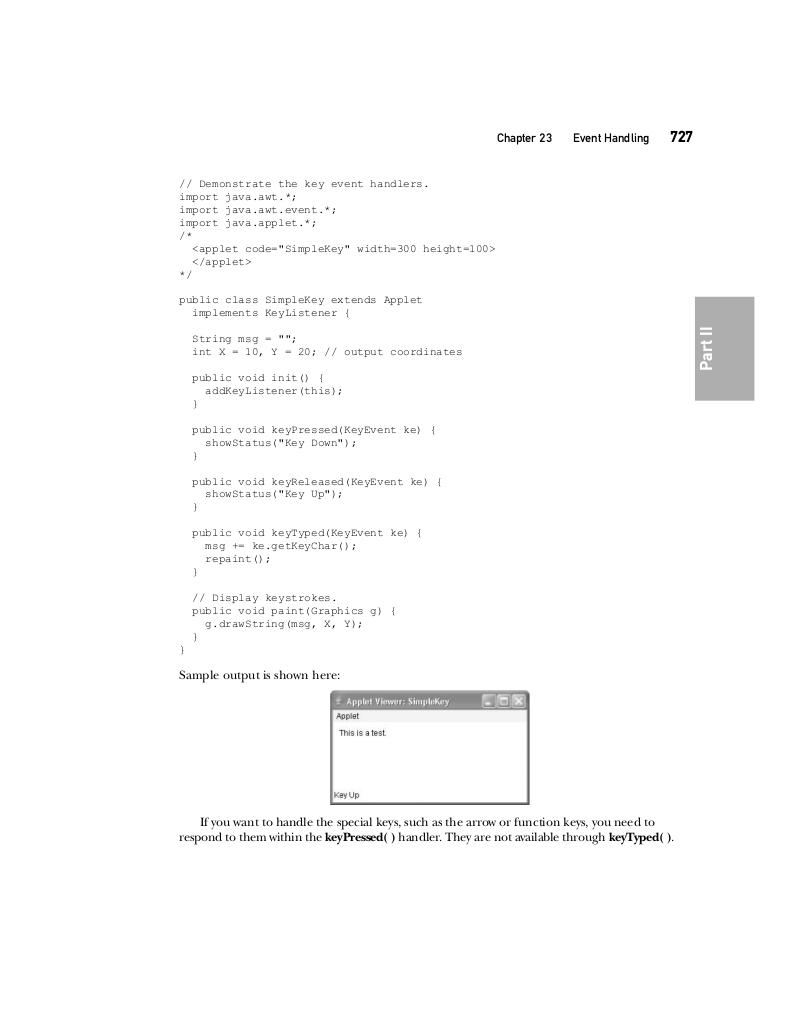 Chapter 23 Event Handling 727
// Demonstrate the key event handlers.
import java.awt.*;
import java.awt.event.*;
import java.applet.*;
/*
  <applet code="SimpleKey" width=300 height=100>
  </applet>
*/
public class SimpleKey extends Applet
  implements KeyListener {
  String msg = "";
  int X = 10, Y = 20; // output coordinates
  public void init() {
    addKeyListener(this);
  }
  public void keyPressed(KeyEvent ke) {
    showStatus("Key Down");
  }
  public void keyReleased(KeyEvent ke) {
    showStatus("Key Up");
  }
  public void keyTyped(KeyEvent ke) {
    msg += ke.getKeyChar();
    repaint();
  }
  // Display keystrokes.
  public void paint(Graphics g) {
    g.drawString(msg, X, Y);
  }
}
Part II
Sample output is shown here:
Applet Viewer: SimpleKey
Applet
This is a test.
Key Up
If you want to handle the special keys, such as the arrow or function keys, you need to
respond to them within the keyPressed( ) handler. They are not available through keyTyped( ).